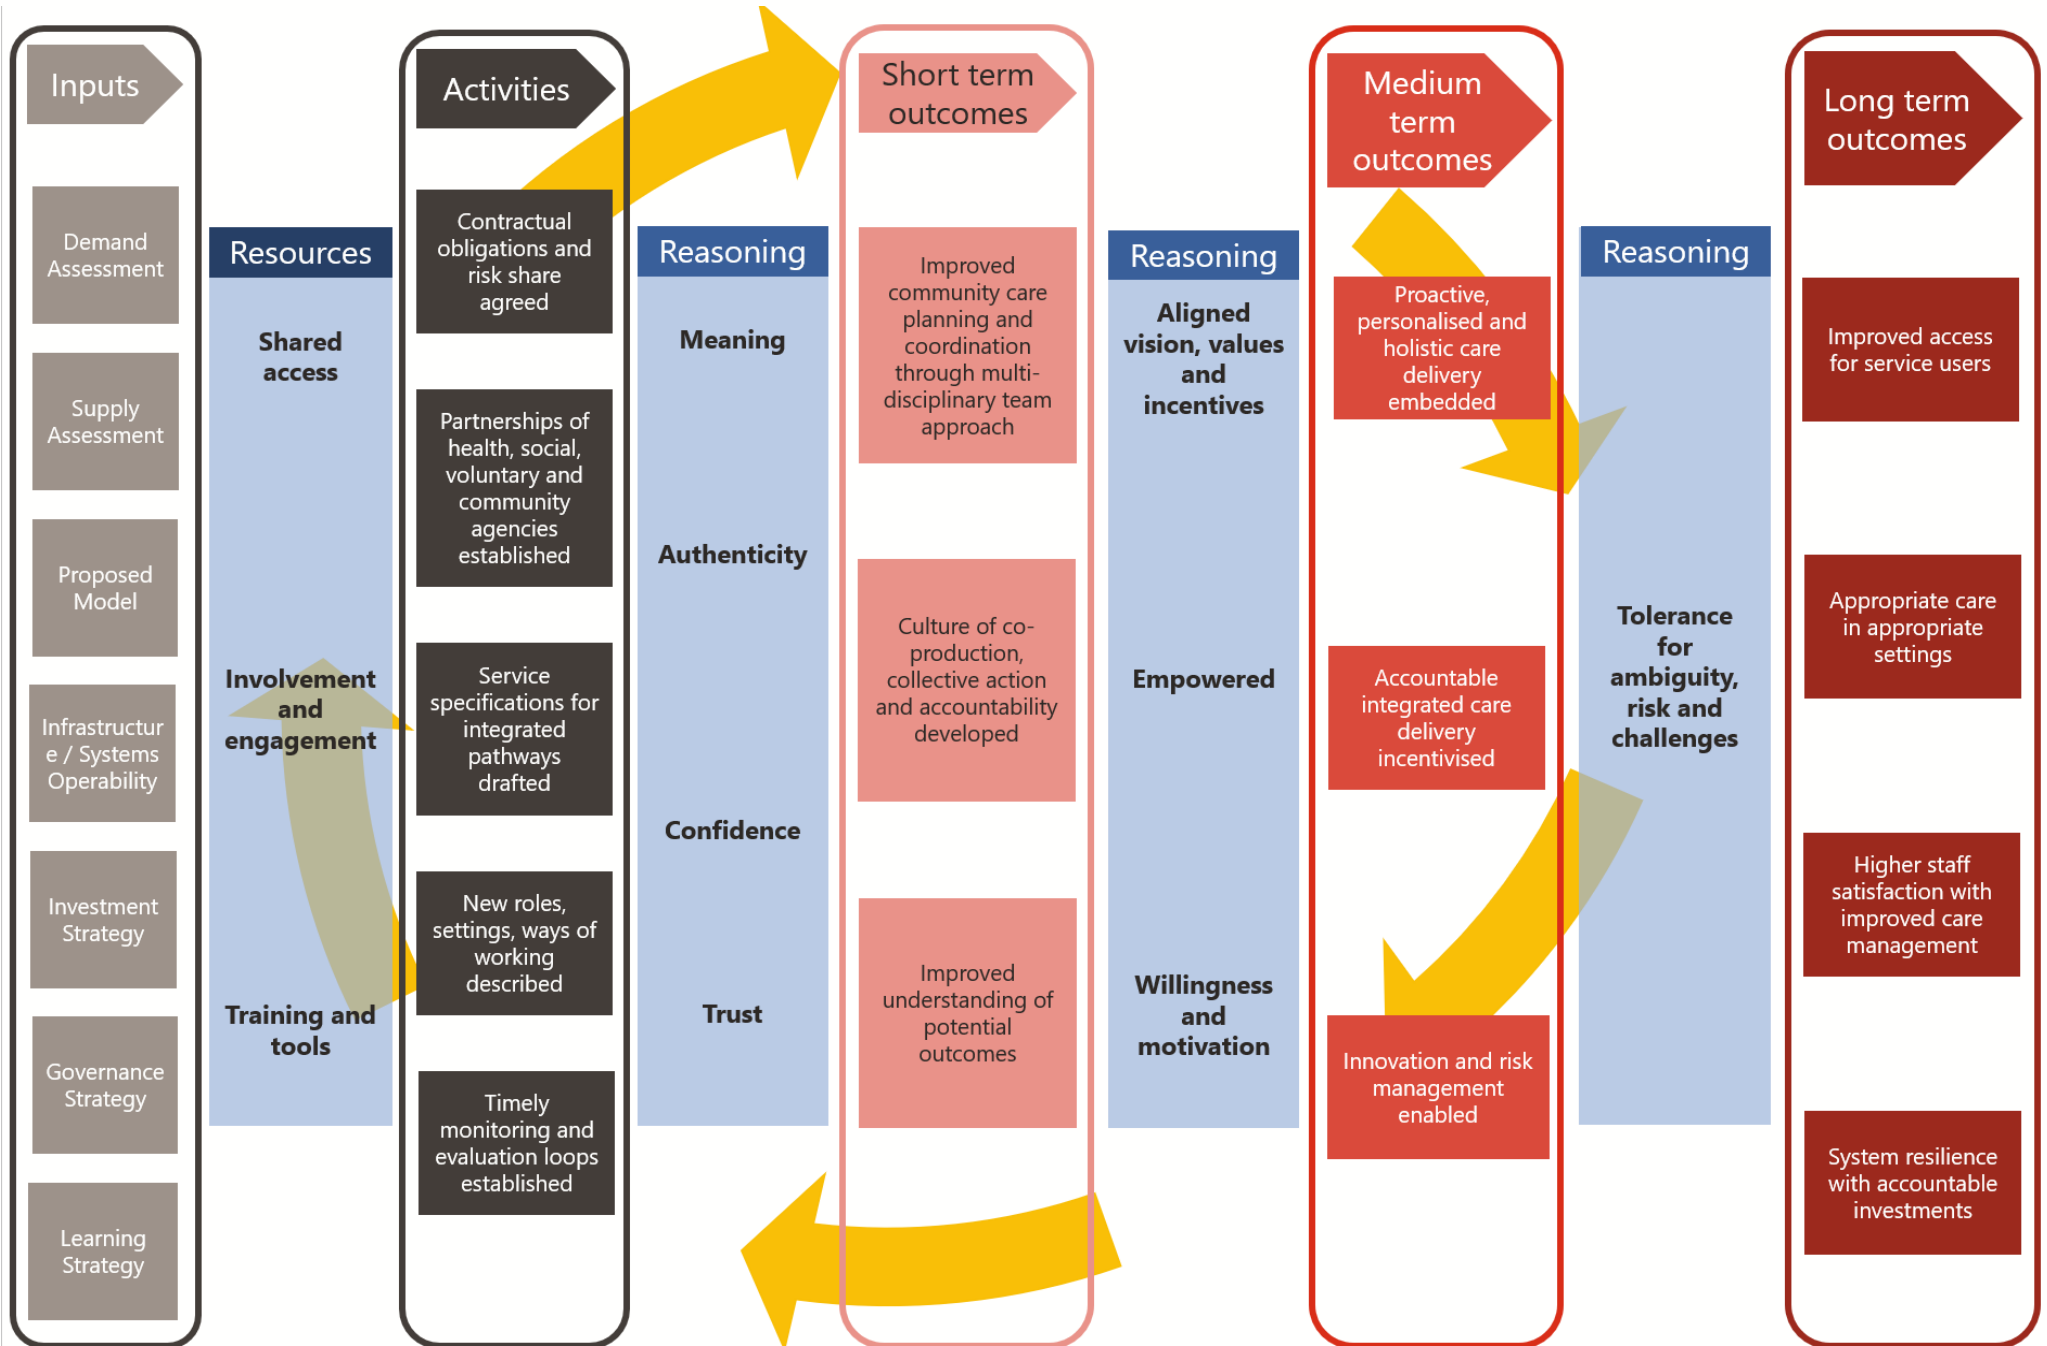 Inputs
Demand
Assessment
Supply
Assessment
Proposed
Model
Infrastructur
e / Systems
Operability
Investment
Strategy
Governance
Strategy
Learning
Strategy
Resources
Shared
access
Involvement
and
engagement
Training and
tools
Activities
Contractual
obligations and
risk share
agreed
Partnerships of
health, social,
voluntary and
community
agencies
established
Service
specifications for
integrated
pathways
drafted
New roles,
settings, ways of
working
described
Timely
monitoring and
evaluation loops
established
Reasoning
Meaning
Authenticity
Confidence
Trust
Short term
outcomes
Improved
community care
planning and
coordination
through multi-
disciplinary team
approach
Culture of co-
production,
collective action
and accountability
developed
Improved
understanding of
potential
outcomes
Reasoning
Aligned
vision, values
and
incentives
Empowered
Willingness
and
motivation
Medium
term
outcomes
Proactive,
personalised and
holistic care
delivery
embedded
Accountable
integrated care
delivery
incentivised
Innovation and risk
management
enabled
Reasoning
Tolerance
for
ambiguity,
risk and
challenges
Long term
outcomes
Improved access
for service users
Appropriate care
in appropriate
settings
Higher staff
satisfaction with
improved care
management
System resilience
with accountable
investments